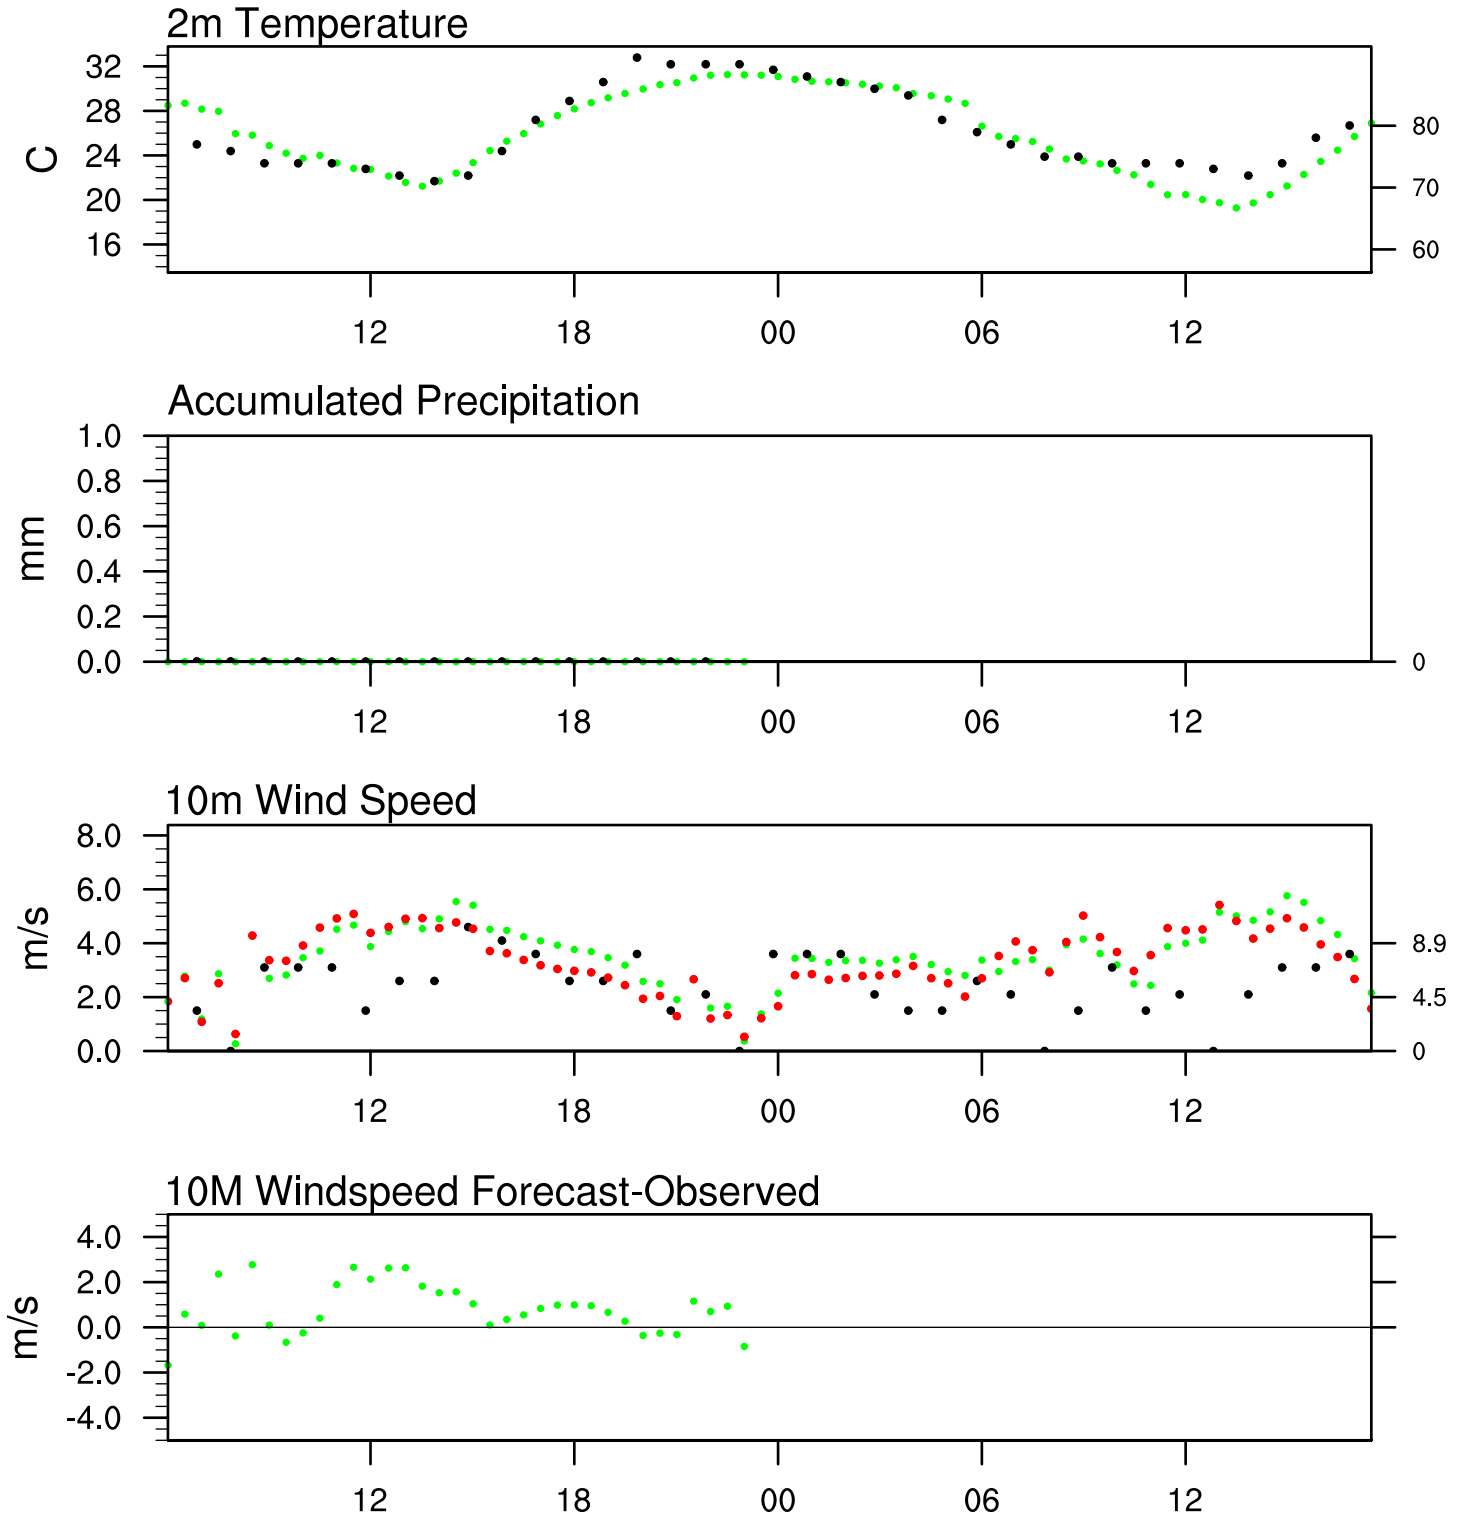 2m Temperature
32
28
24
20
16
C
80
70
60
12 18 00 06 12
Accumulated Precipitation
1.0
0.8
0.6
0.4
0.2
0.0
mm
0
12 18 00 06 12
10m Wind Speed
8.0
6.0
4.0
2.0
0.0
m/s
8.9
4.5
0
12 18 00 06 12
10M Windspeed Forecast-Observed
4.0
2.0
0.0
-2.0
-4.0
m/s
12 18 00 06 12